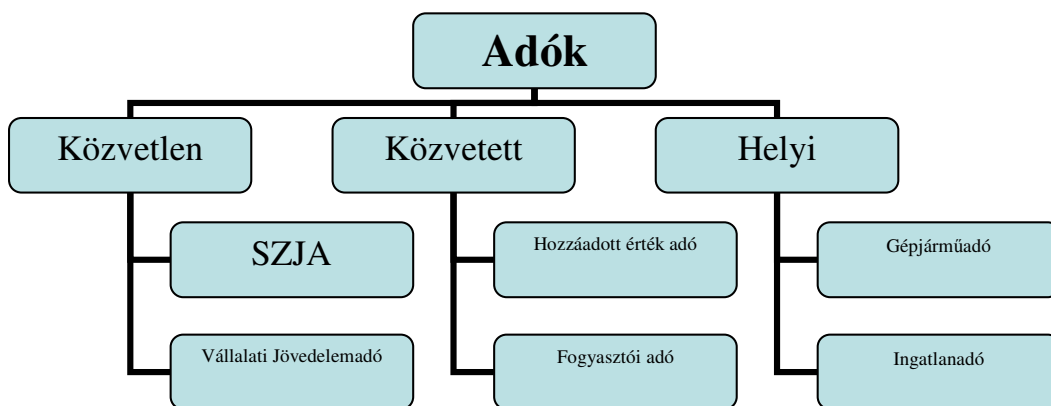 Adók
Közvetlen
Közvetett
Helyi
SZJA
Hozzáadott érték adó
Gépjárműadó
Vállalati Jövedelemadó
Fogyasztói adó
Ingatlanadó